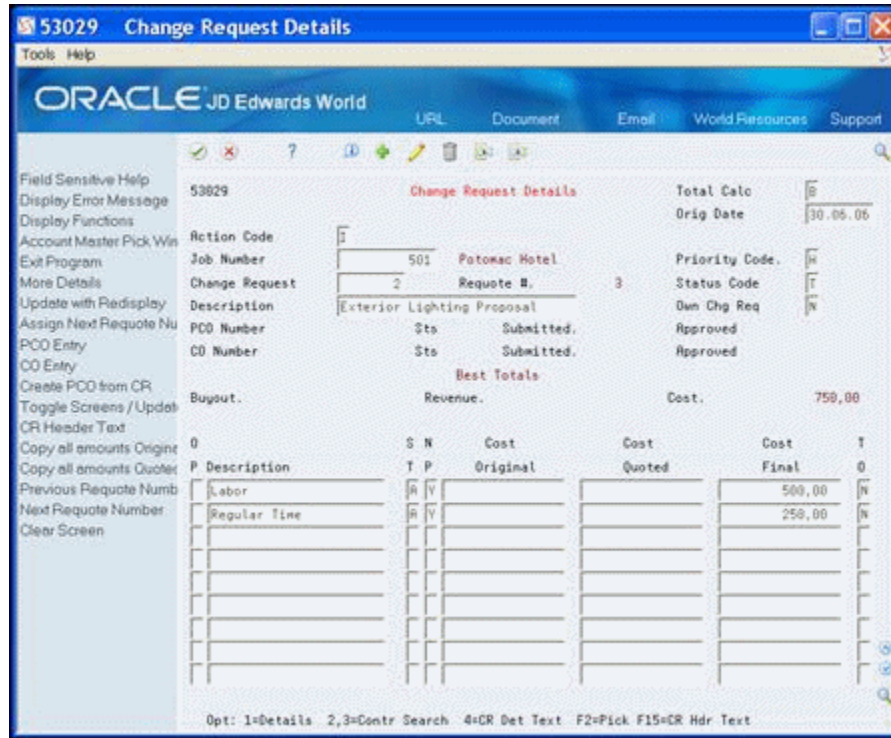 53029 Change Request Details
Tools Help
ORACLE JD Edwards World
URL Document Email World Resources Support
Field Sensitive Help
Display Error Message
Display Functions
Account Master Pick Win
Exit Program
More Details
Update with Redisplay
Assign Next Requote Nu
PCO Entry
CO Entry
Create PCO from CR
Toggle Screens / Updat
CR Header Text
Copy all amounts Origina
Copy all amounts Quoted
Previous Requote Numb
Next Requote Number
Clear Screen
53029 Change Request Details Total Calc
Orig Date 30.06.06
Action Code I
Job Number 501 Potomac Hotel Priority Code. H
Change Request 2 Requote #. 3 Status Code T
Description Exterior Lighting Proposal Own Chg Req N
PCO Number Sts Submitted. Approved
CO Number Sts Submitted. Approved
Best Totals
Buyout. Revenue. Cost. 750,00
O S N Cost Cost Cost T
P Description T P Original Quoted Final O
Labor A Y 500,00 N
Regular Time A Y 250,00 N
Opt: 1=Details 2,3=Contr Search 4=CR Det Text F2=Pick F15=CR Hdr Text